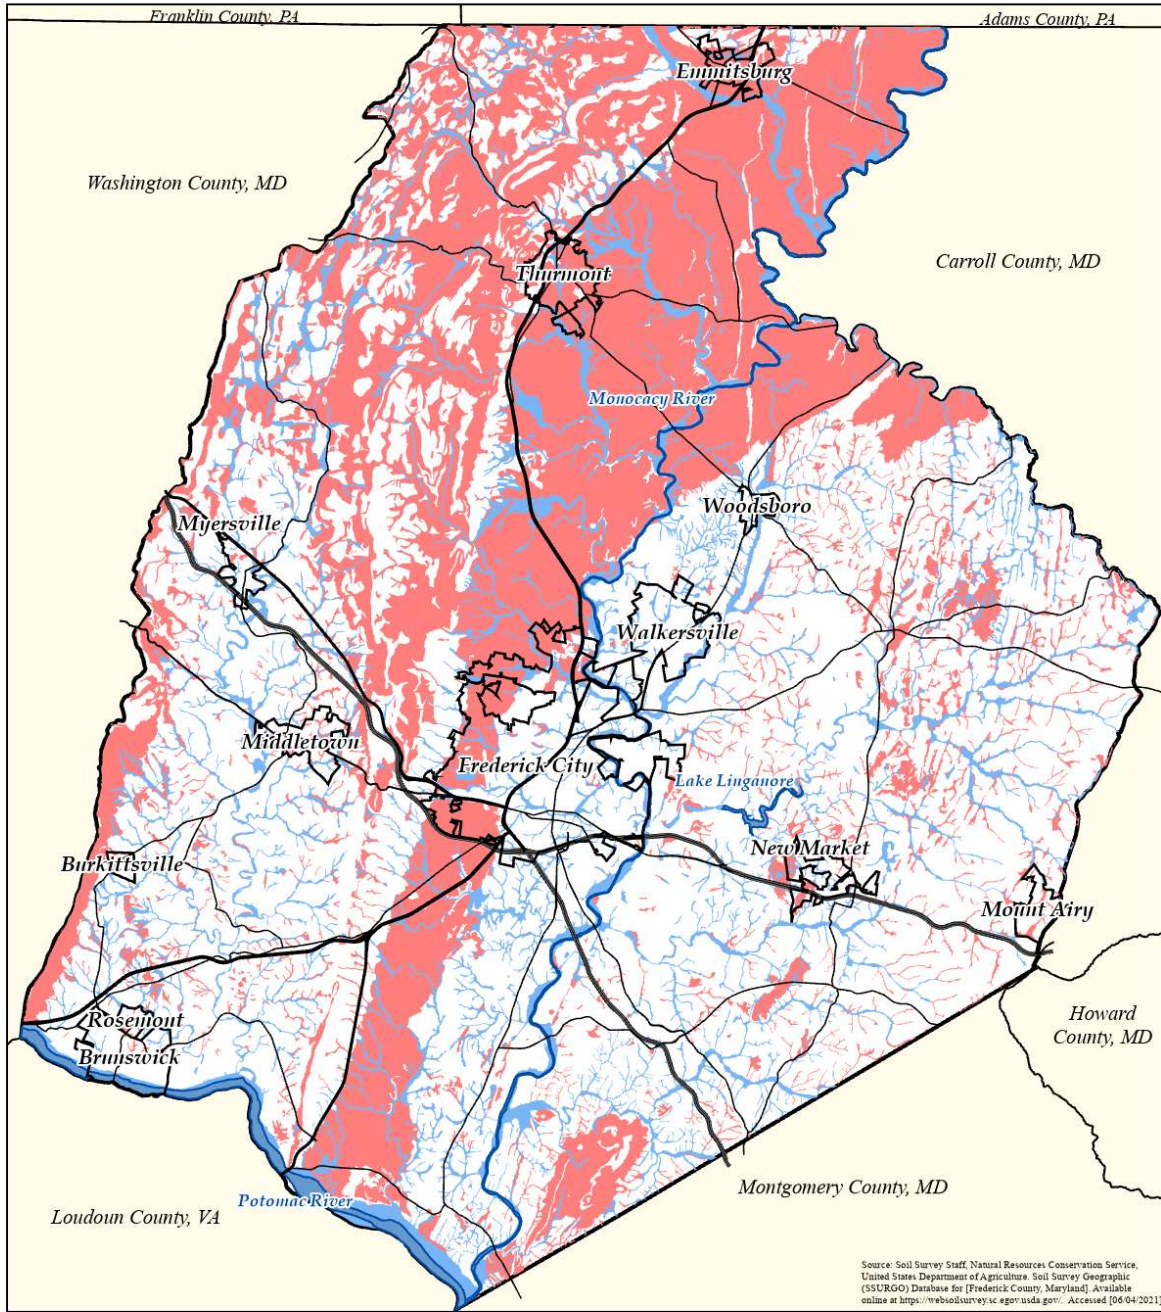 Franklin County, PA
Adams County, PA
Emmitsburg
Washington County, MD
Carroll County, MD
Thurmont
Monocacy River
Woodsboro
Myersville
Walkersville
Middletown
Frederick City
Lake Linganore
New Market
Burkittsville
Mount Airy
Rosemont
Howard
County, MD
Brunswick
Montgomery County, MD
Potomac River
Loudoun County, VA
Source: Soil Survey Staff, Natural Resources Conservation Service,
United States Department of Agriculture. Soil Survey Geographic
(SSURGO) Database for [Frederick County, Maryland]. Available
online at https://websoilsurvey.sc.egov.usda.gov/. Accessed [06/04/2021]